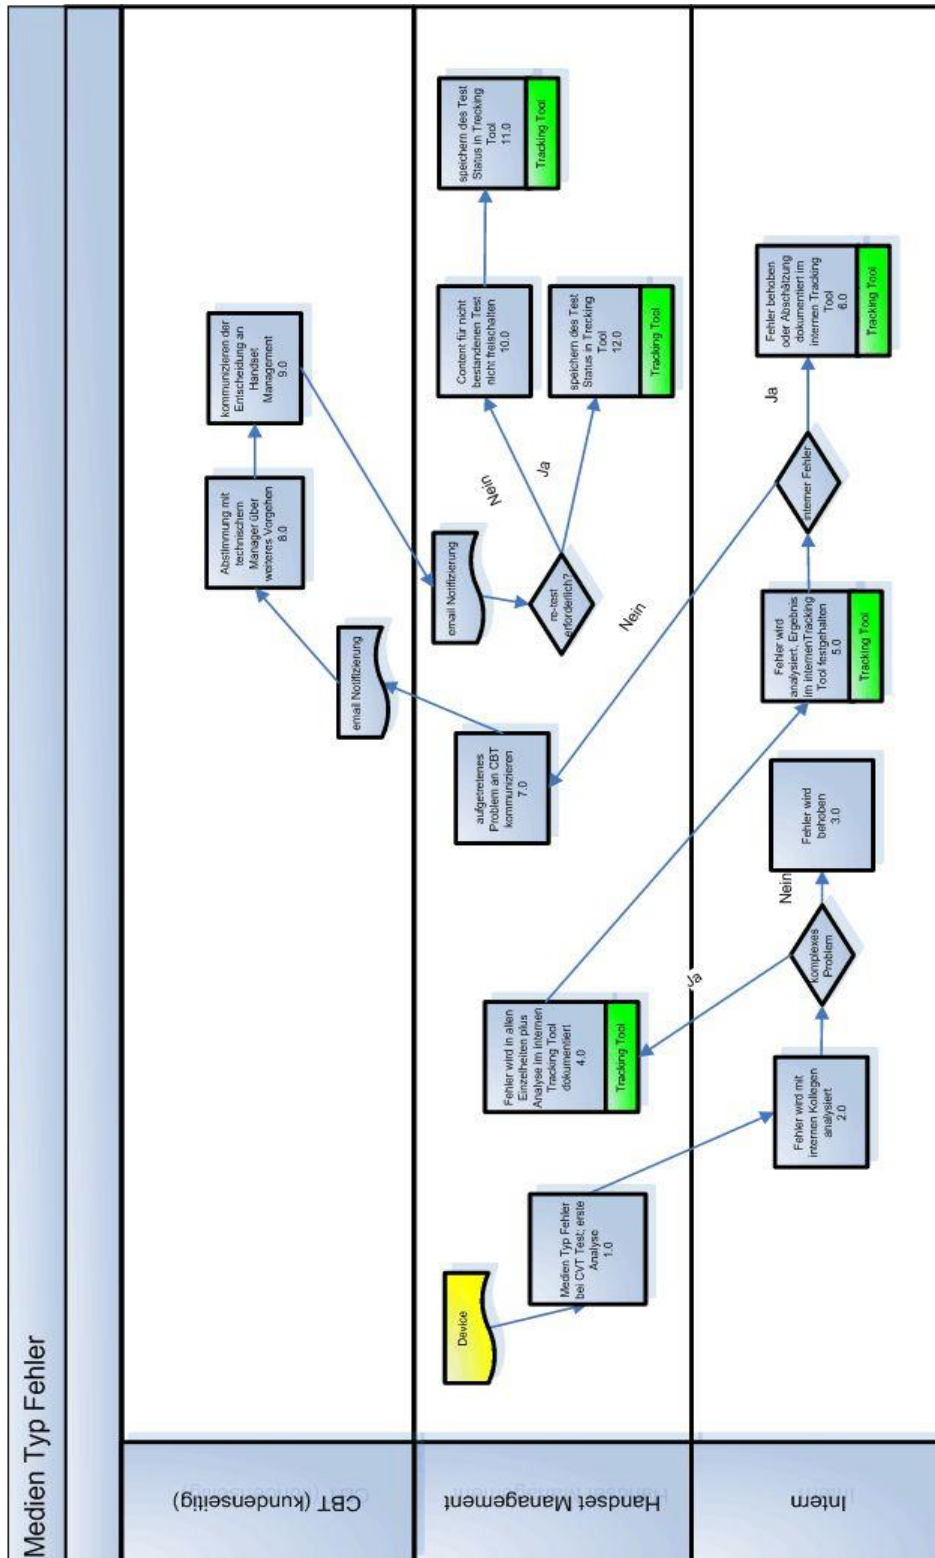 Medien Typ Fehler
CBT (kundenseitig)
kommunizieren der
Entscheidung an
Handset
Management
9.0
Abstimmung mit
technischem
Manager über
weiteres Vorgehen
8.0
email Notifizierung
Handset Management
Device
Medien Typ Fehler
bei CVT Test; erste
Analyse
1.0
Fehler wird in allen
Einzelheiten plus
Analyse im internen
Tracking Tool
dokumentiert
4.0
Tracking Tool
aufgetretenes
Problem an CBT
kommunizieren
7.0
email Notifizierung
re-test
erforderlich?
Nein
Ja
Content für nicht
bestandenen Test
nicht freischalten
10.0
speichern des Test
Status in Trecking
Tool
11.0
Tracking Tool
speichern des Test
Status in Trecking
Tool
12.0
Tracking Tool
Intern
Fehler wird mit
internen Kollegen
analysiert
2.0
komplexes
Problem
Ja
Nein
Fehler wird
behoben
3.0
Fehler wird
analysiert, Ergebnis
im internenTracking
Tool festgehalten
5.0
Tracking Tool
interner Fehler
Nein
Ja
Fehler behoben
oder Abschätzung
dokumentiert im
internen Tracking
Tool
6.0
Tracking Tool